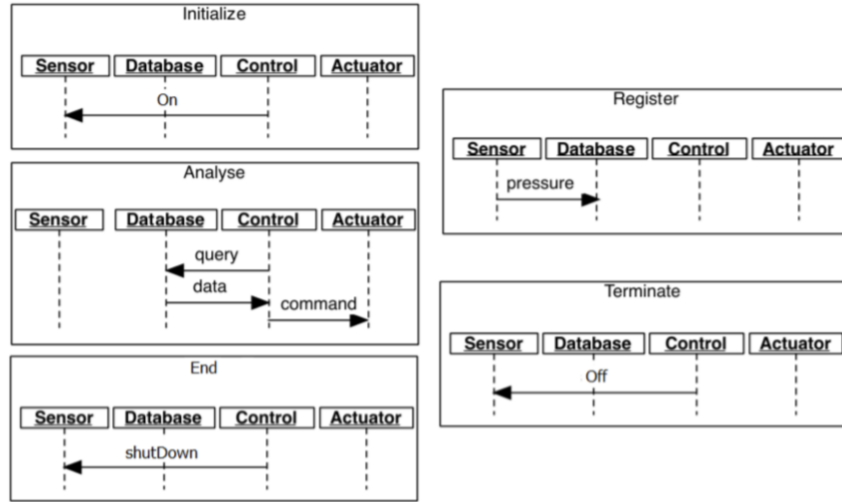 Initialize
Sensor Database Control Actuator
On
Analyse
Sensor Database Control Actuator
query
data
command
End
Sensor Database Control Actuator
shutDown
Register
Sensor Database Control Actuator
pressure
Terminate
Sensor Database Control Actuator
Off